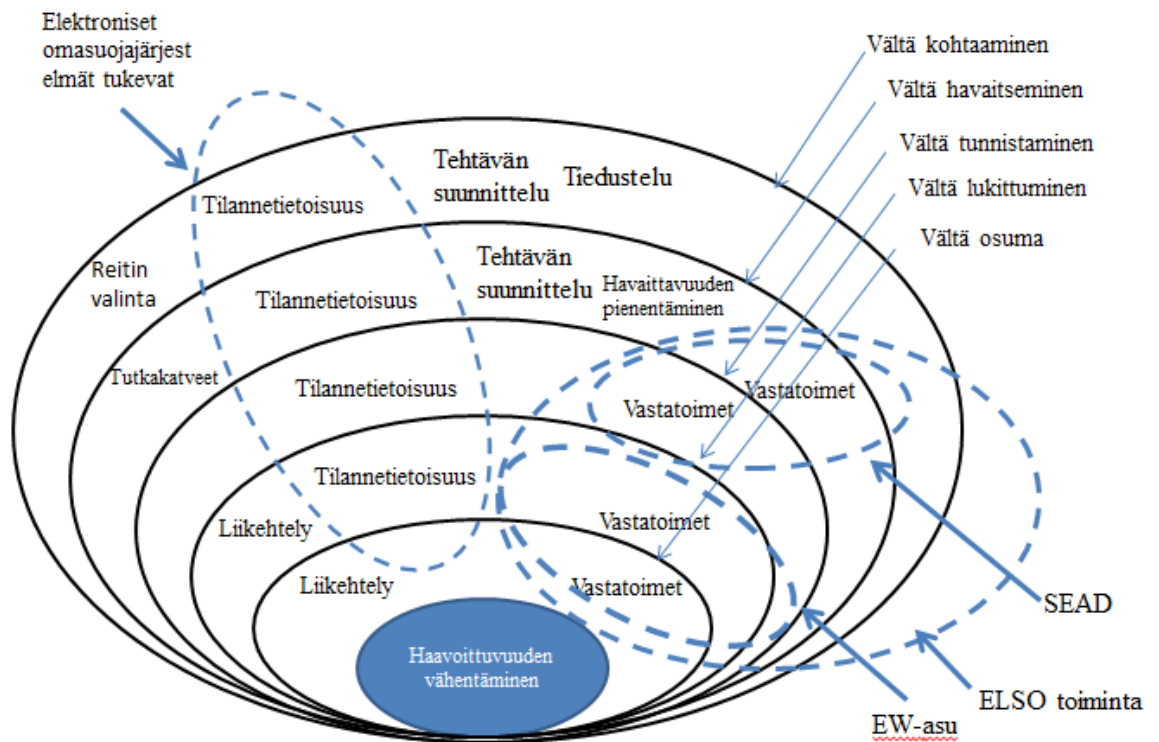 Elektroniset
omasuojajärjest
elmät tukevat
Vältä kohtaaminen
Vältä havaitseminen
Vältä tunnistaminen
Vältä lukittuminen
Vältä osuma
Tehtävän
suunnittelu
Tiedustelu
Tilannetietoisuus
Reitin
valinta
Tehtävän
suunnittelu
Havaittavuuden
pienentäminen
Tilannetietoisuus
Tutkakatveet
Tilannetietoisuus
Vastatoimet
Vastatoimet
Tilannetietoisuus
Liikehtely
Vastatoimet
Liikehtely
Vastatoimet
Haavoittuvuuden
vähentäminen
SEAD
ELSO toiminta
EW-asu